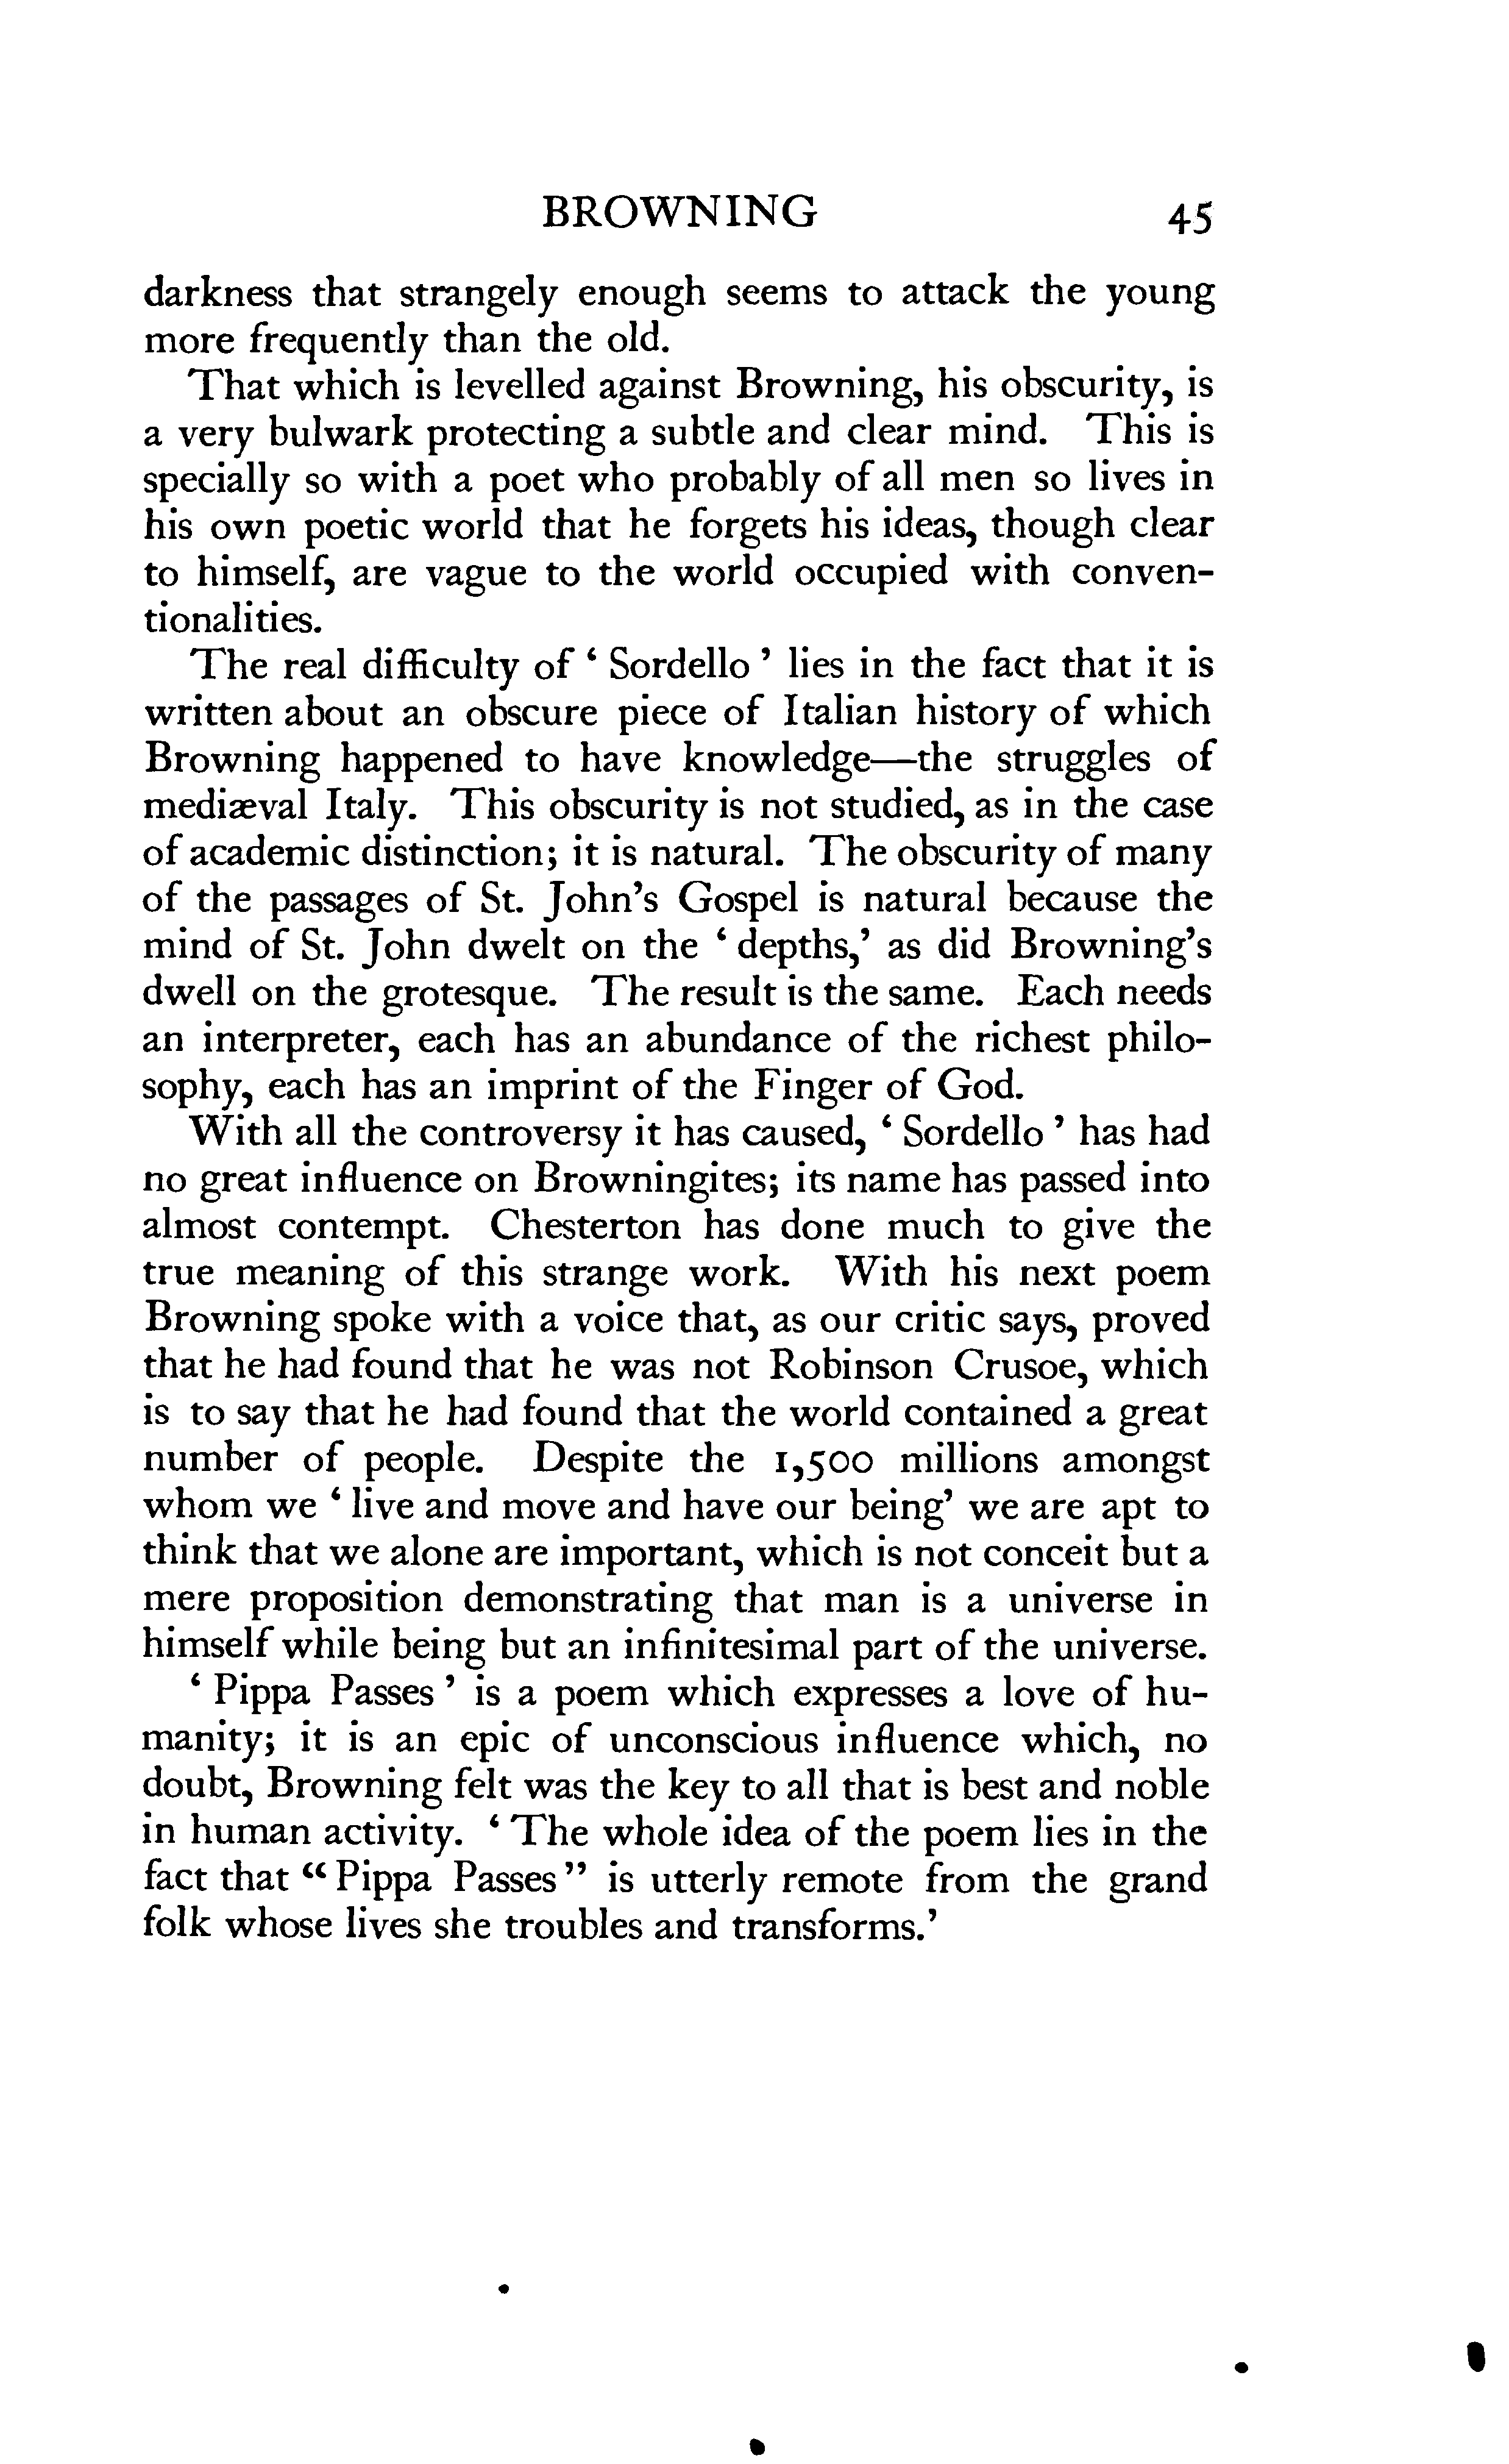 BROWNING 45
darkness that strangely enough seems to attack the young
more frequently than the old.
That which is levelled against Browning, his obscurity, is
a very bulwark protecting a subtle and clear mind. This is
specially so with a poet who probably of all men so lives in
his own poetic world that he forgets his ideas, though clear
to himself, are vague to the world occupied with conven-
tionalities.
The real difficulty of ‘ Sordello ’ lies in the fact that it is
written about an obscure piece of Italian history of which
Browning happened to have knowledge—the struggles of
mediæval Italy. This obscurity is not studied, as in the case
of academic distinction; it is natural. The obscurity of many
of the passages of St. John’s Gospel is natural because the
mind of St. John dwelt on the ‘ depths,’ as did Browning’s
dwell on the grotesque. The result is the same. Each needs
an interpreter, each has an abundance of the richest philo-
sophy, each has an imprint of the Finger of God.
With all the controversy it has caused, ‘ Sordello ’ has had
no great influence on Browningites; its name has passed into
almost contempt. Chesterton has done much to give the
true meaning of this strange work. With his next poem
Browning spoke with a voice that, as our critic says, proved
that he had found that he was not Robinson Crusoe, which
is to say that he had found that the world contained a great
number of people. Despite the 1,500 millions amongst
whom we ‘ live and move and have our being’ we are apt to
think that we alone are important, which is not conceit but a
mere proposition demonstrating that man is a universe in
himself while being but an infinitesimal part of the universe.
‘ Pippa Passes ’ is a poem which expresses a love of hu-
manity; it is an epic of unconscious influence which, no
doubt, Browning felt was the key to all that is best and noble
in human activity. ‘ The whole idea of the poem lies in the
fact that “ Pippa Passes ” is utterly remote from the grand
folk whose lives she troubles and transforms.’